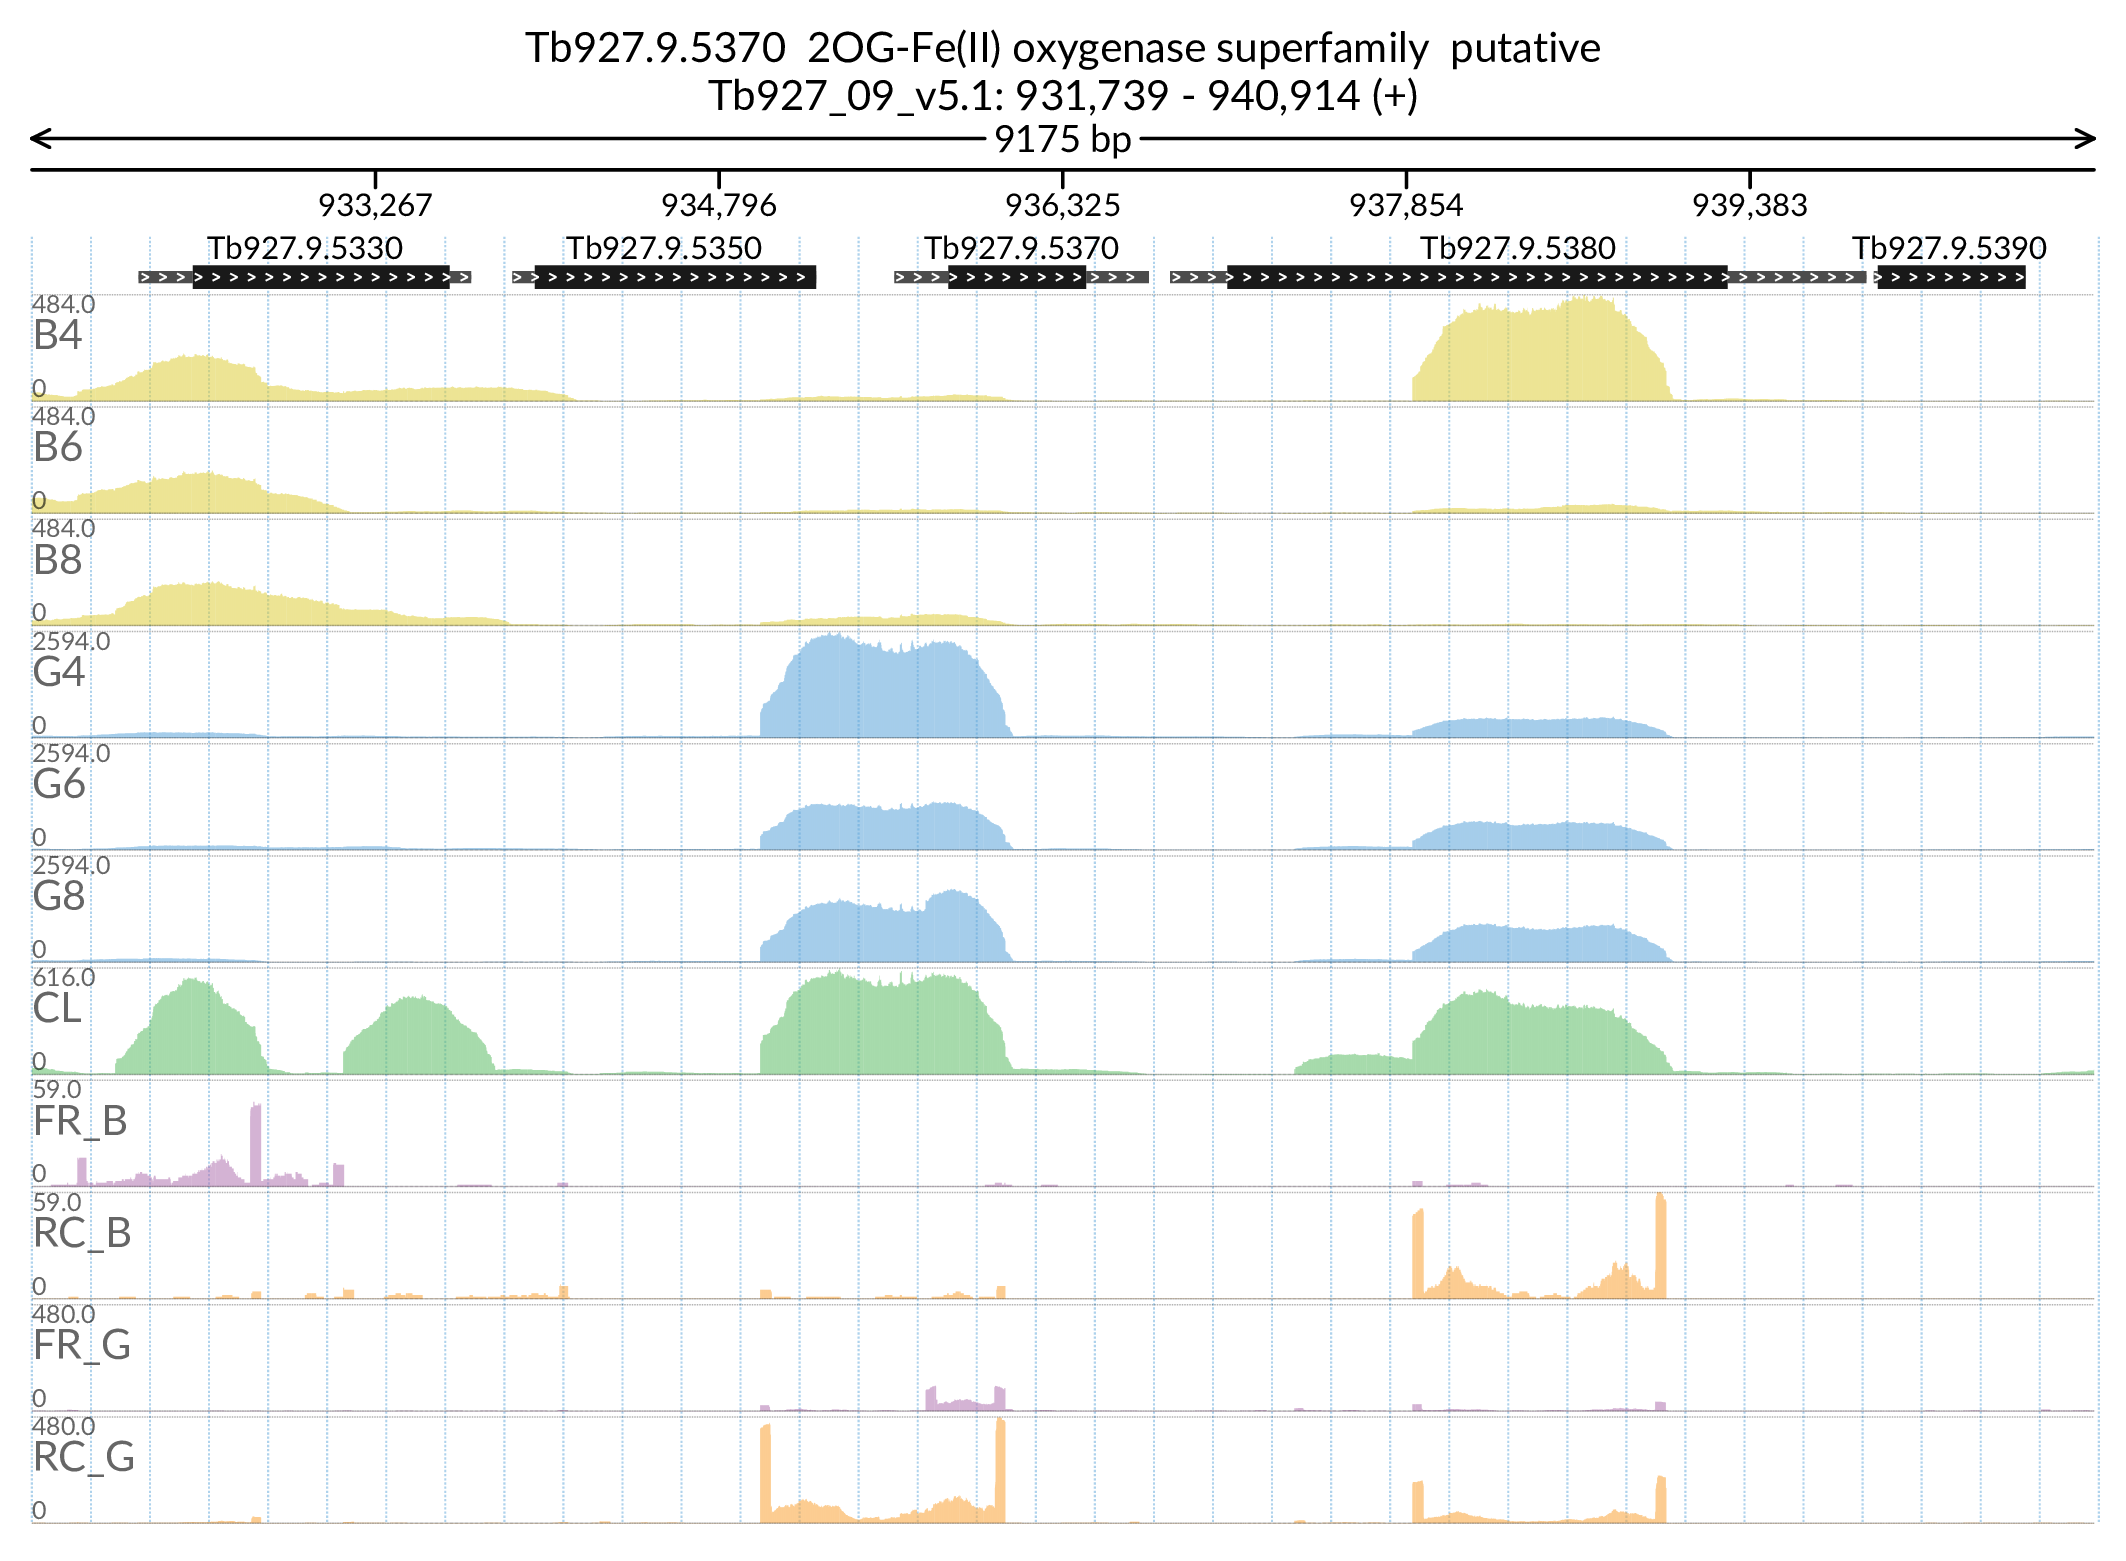 Tb927.9.5370  2OG-Fe(II) oxygenase superfamily  putative
Tb927_09_v5.1: 931,739 - 940,914 (+)
9175 bp
933,267 934,796 936,325 937,854 939,383
Tb927.9.5330 Tb927.9.5350 Tb927.9.5370 Tb927.9.5380 Tb927.9.5390
484.0
B4
0
484.0
B6
0
484.0
B8
0
2594.0
G4
0
2594.0
G6
0
2594.0
G8
0
616.0
CL
0
59.0
FR_B
0
59.0
RC_B
0
480.0
FR_G
0
480.0
RC_G
0